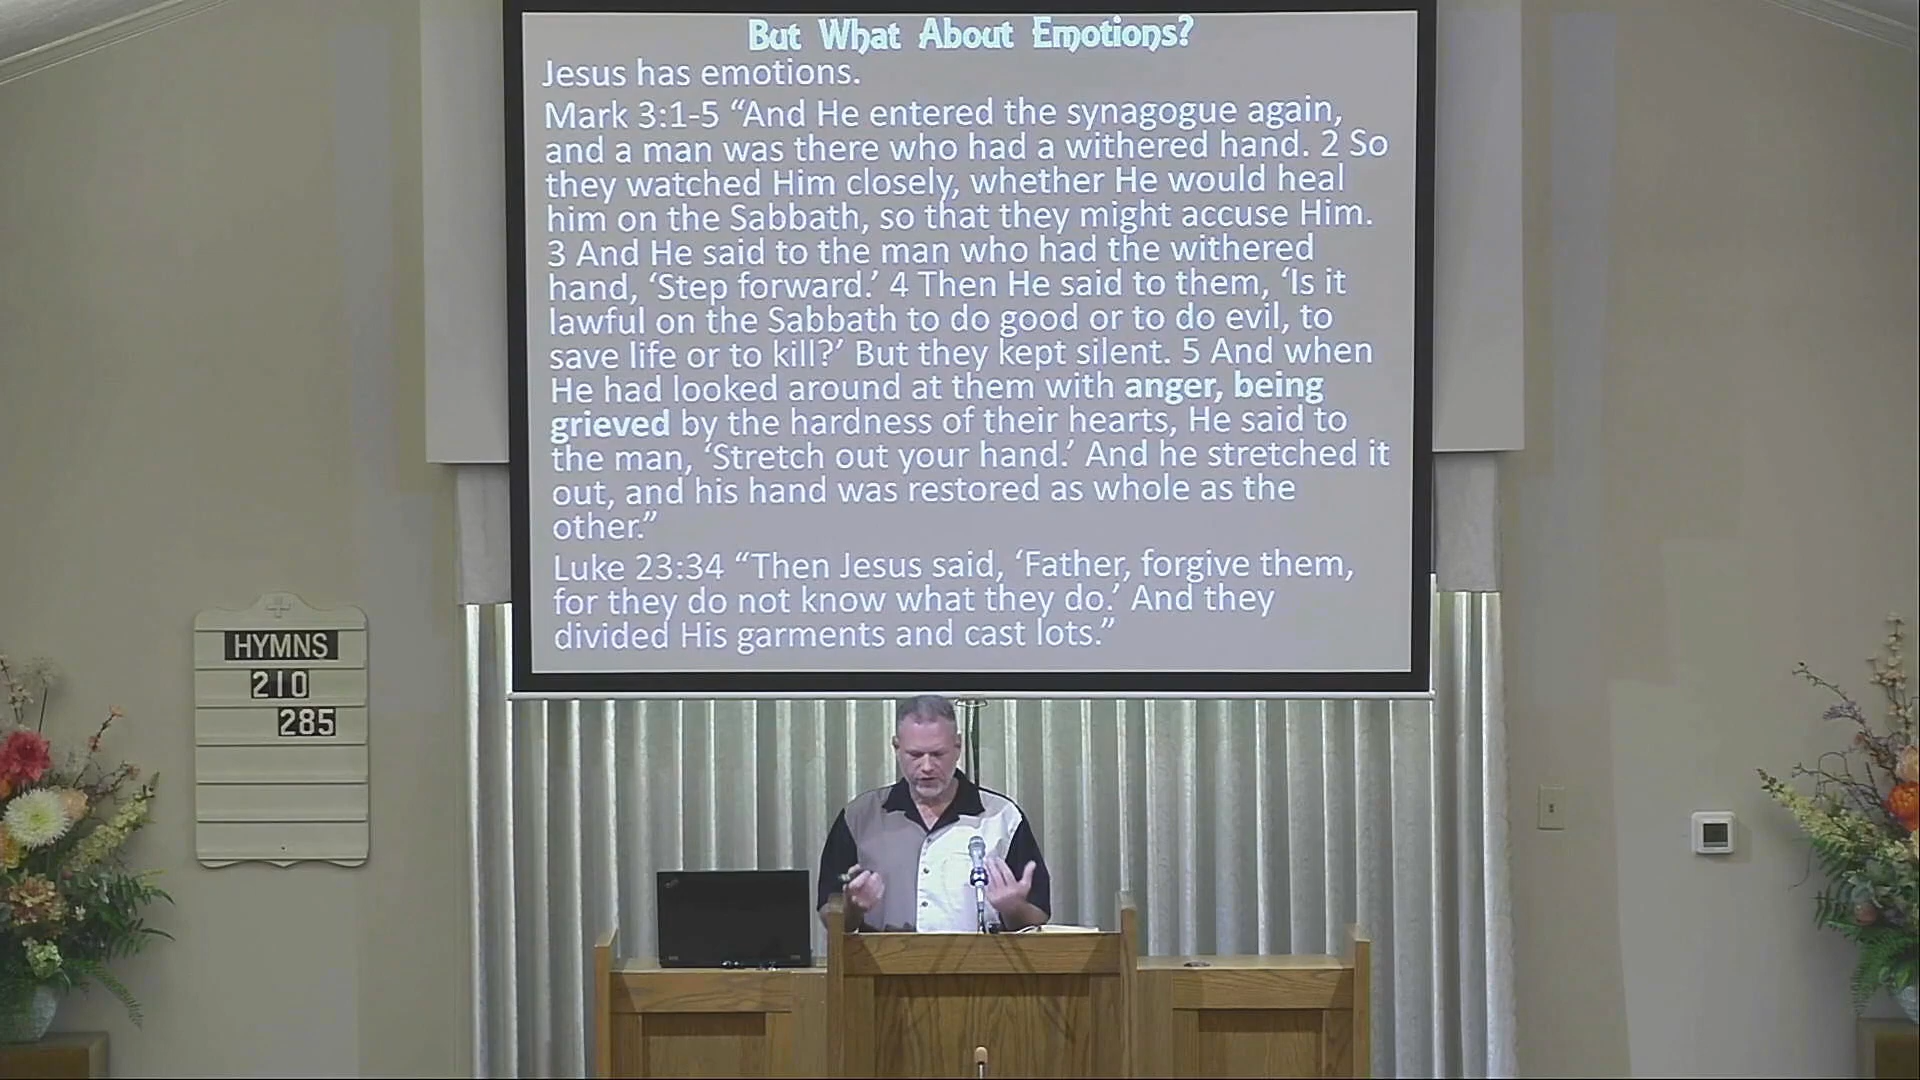 But What About Emotions?
Jesus has emotions.
Mark 3:1-5 “And He entered the synagogue again,
and a man was there who had a withered hand. 2 So
they watched Him closely, whether He would heal
him on the Sabbath, so that they might accuse Him.
3 And He said to the man who had the withered
hand, ‘Step forward.’ 4 Then He said to them, ‘Is it
lawful on the Sabbath to do good or to do evil, to
save life or to kill?’ But they kept silent. 5 And when
He had looked around at them with anger, being
grieved by the hardness of their hearts, He said to
the man, ‘Stretch out your hand.’ And he stretched it
out, and his hand was restored as whole as the
other.”
Luke 23:34 “Then Jesus said, ‘Father, forgive them,
for they do not know what they do.’ And they
divided His garments and cast lots.”
HYMNS
210
285